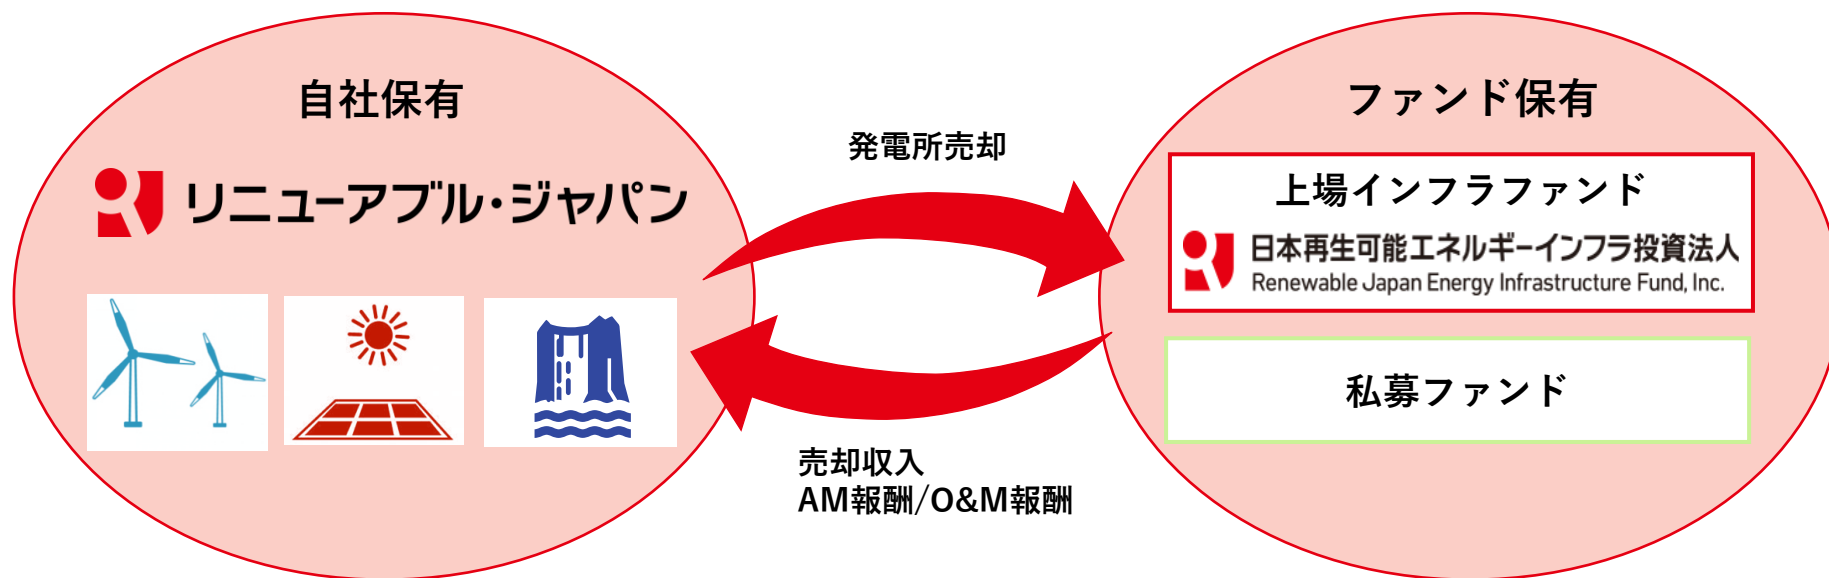 自社保有
リニューアブル・ジャパン
発電所売却
売却収入
AM報酬/O&M報酬
ファンド保有
上場インフラファンド
日本再生可能エネルギーインフラ投資法人
Renewable Japan Energy Infrastructure Fund, Inc.
私募ファンド